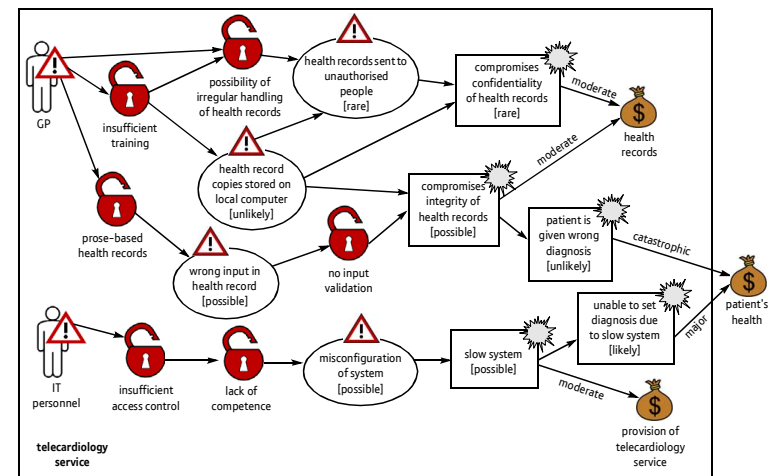 GP
insufficient
training
possibility of
irregular handling
of health records
health records sent to
unauthorised
people
[rare]
compromises
confidentiality
of health records
[rare]
moderate
health
records
health record
copies stored on
local computer
[unlikely]
prose-based
health records
wrong input in
health record
[possible]
no input
validation
compromises
integrity of
health records
[possible]
moderate
patient is
given wrong
diagnosis
[unlikely]
catastrophic
patient's
health
IT
personnel
insufficient
access control
lack of
competence
misconfiguration
of system
[possible]
slow system
[possible]
unable to set
diagnosis due
to slow system
[likely]
major
moderate
provision of
telecardiology
service
telecardiology
service